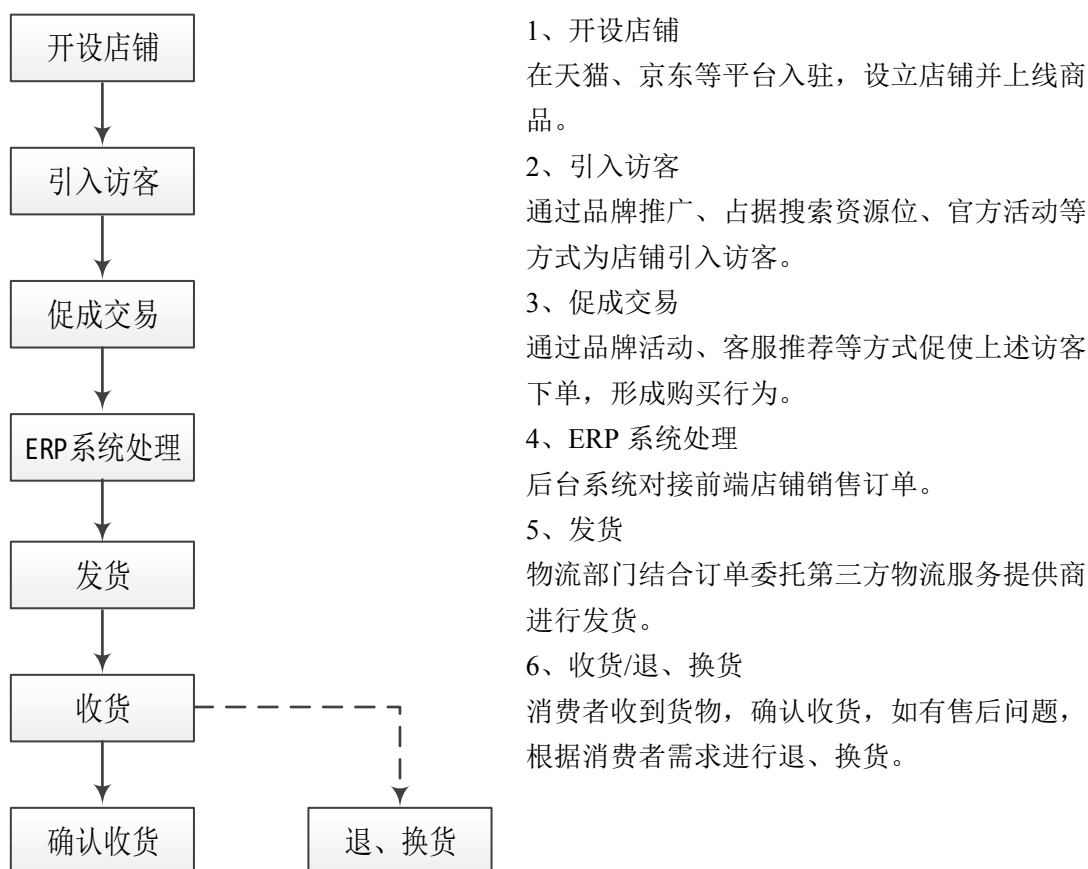 开设店铺
引入访客
促成交易
ERP系统处理
发货
收货
确认收货
退、换货
1、开设店铺
在天猫、京东等平台入驻，设立店铺并上线商
品。
2、引入访客
通过品牌推广、占据搜索资源位、官方活动等
方式为店铺引入访客。
3、促成交易
通过品牌活动、客服推荐等方式促使上述访客
下单，形成购买行为。
4、ERP 系统处理
后台系统对接前端店铺销售订单。
5、发货
物流部门结合订单委托第三方物流服务提供商
进行发货。
6、收货/退、换货
消费者收到货物，确认收货，如有售后问题，
根据消费者需求进行退、换货。